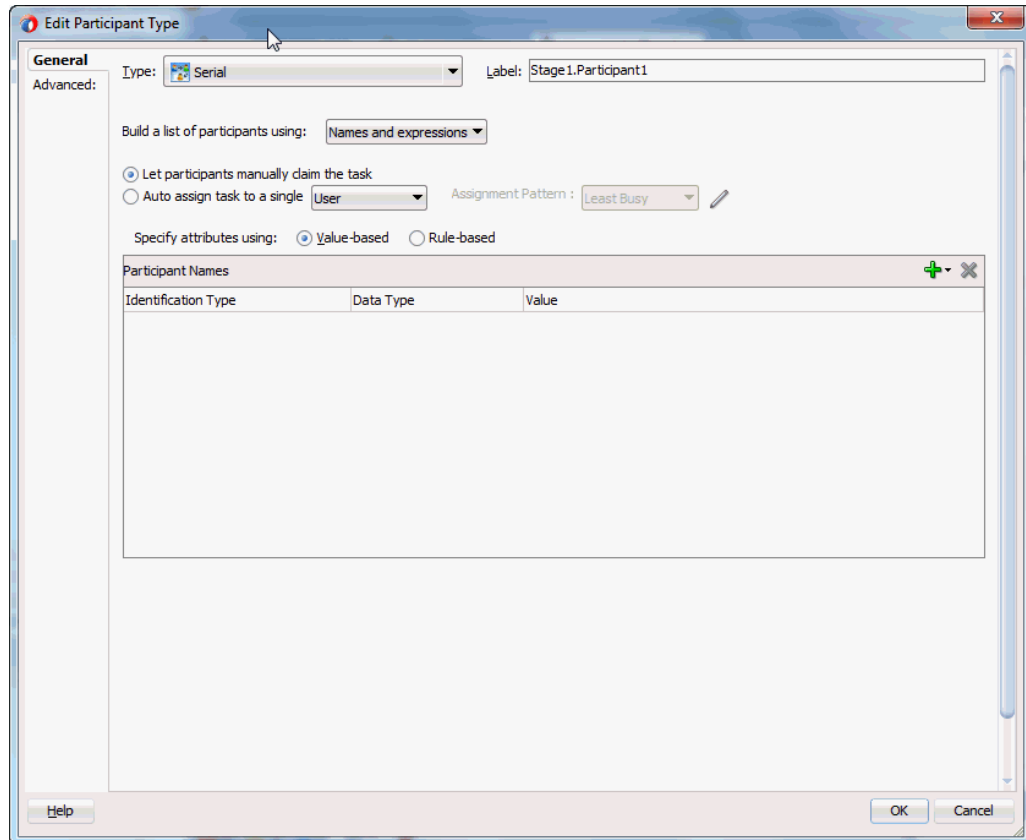 Edit Participant Type
General
Advanced:
Type: Serial Label: Stage1.Participant1
Build a list of participants using: Names and expressions
Let participants manually claim the task
Auto assign task to a single User Assignment Pattern : Least Busy
Specify attributes using: Value-based Rule-based
Participant Names
Identification Type Data Type Value
Help OK Cancel